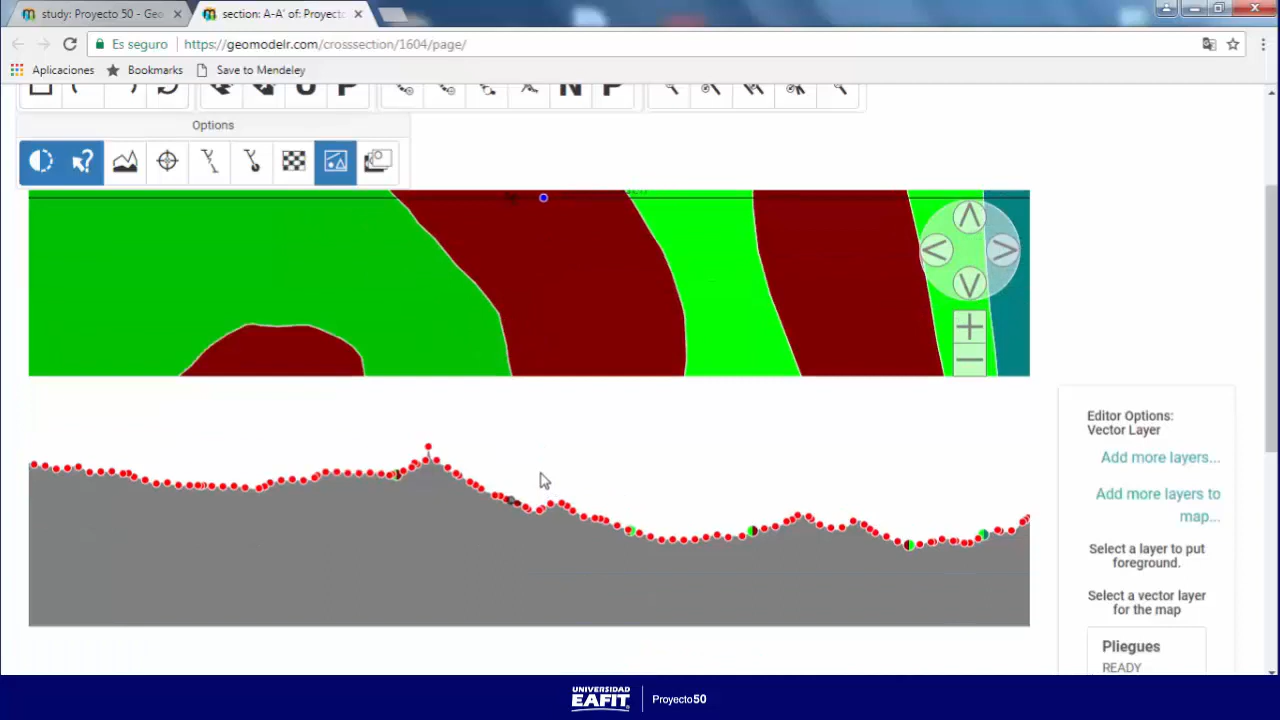 study: Proyecto 50 - Geo
section: A-A' of: Proyecto
Es seguro
https://geomodelr.com/crosssection/1604/page/
Aplicaciones
Bookmarks
Save to Mendeley
Options
Editor Options:
Vector Layer
Add more layers...
Add more layers to
map...
Select a layer to put
foreground.
Select a vector layer
for the map
Pliegues
READY
UNIVERSIDAD
EAFIT
Proyecto50